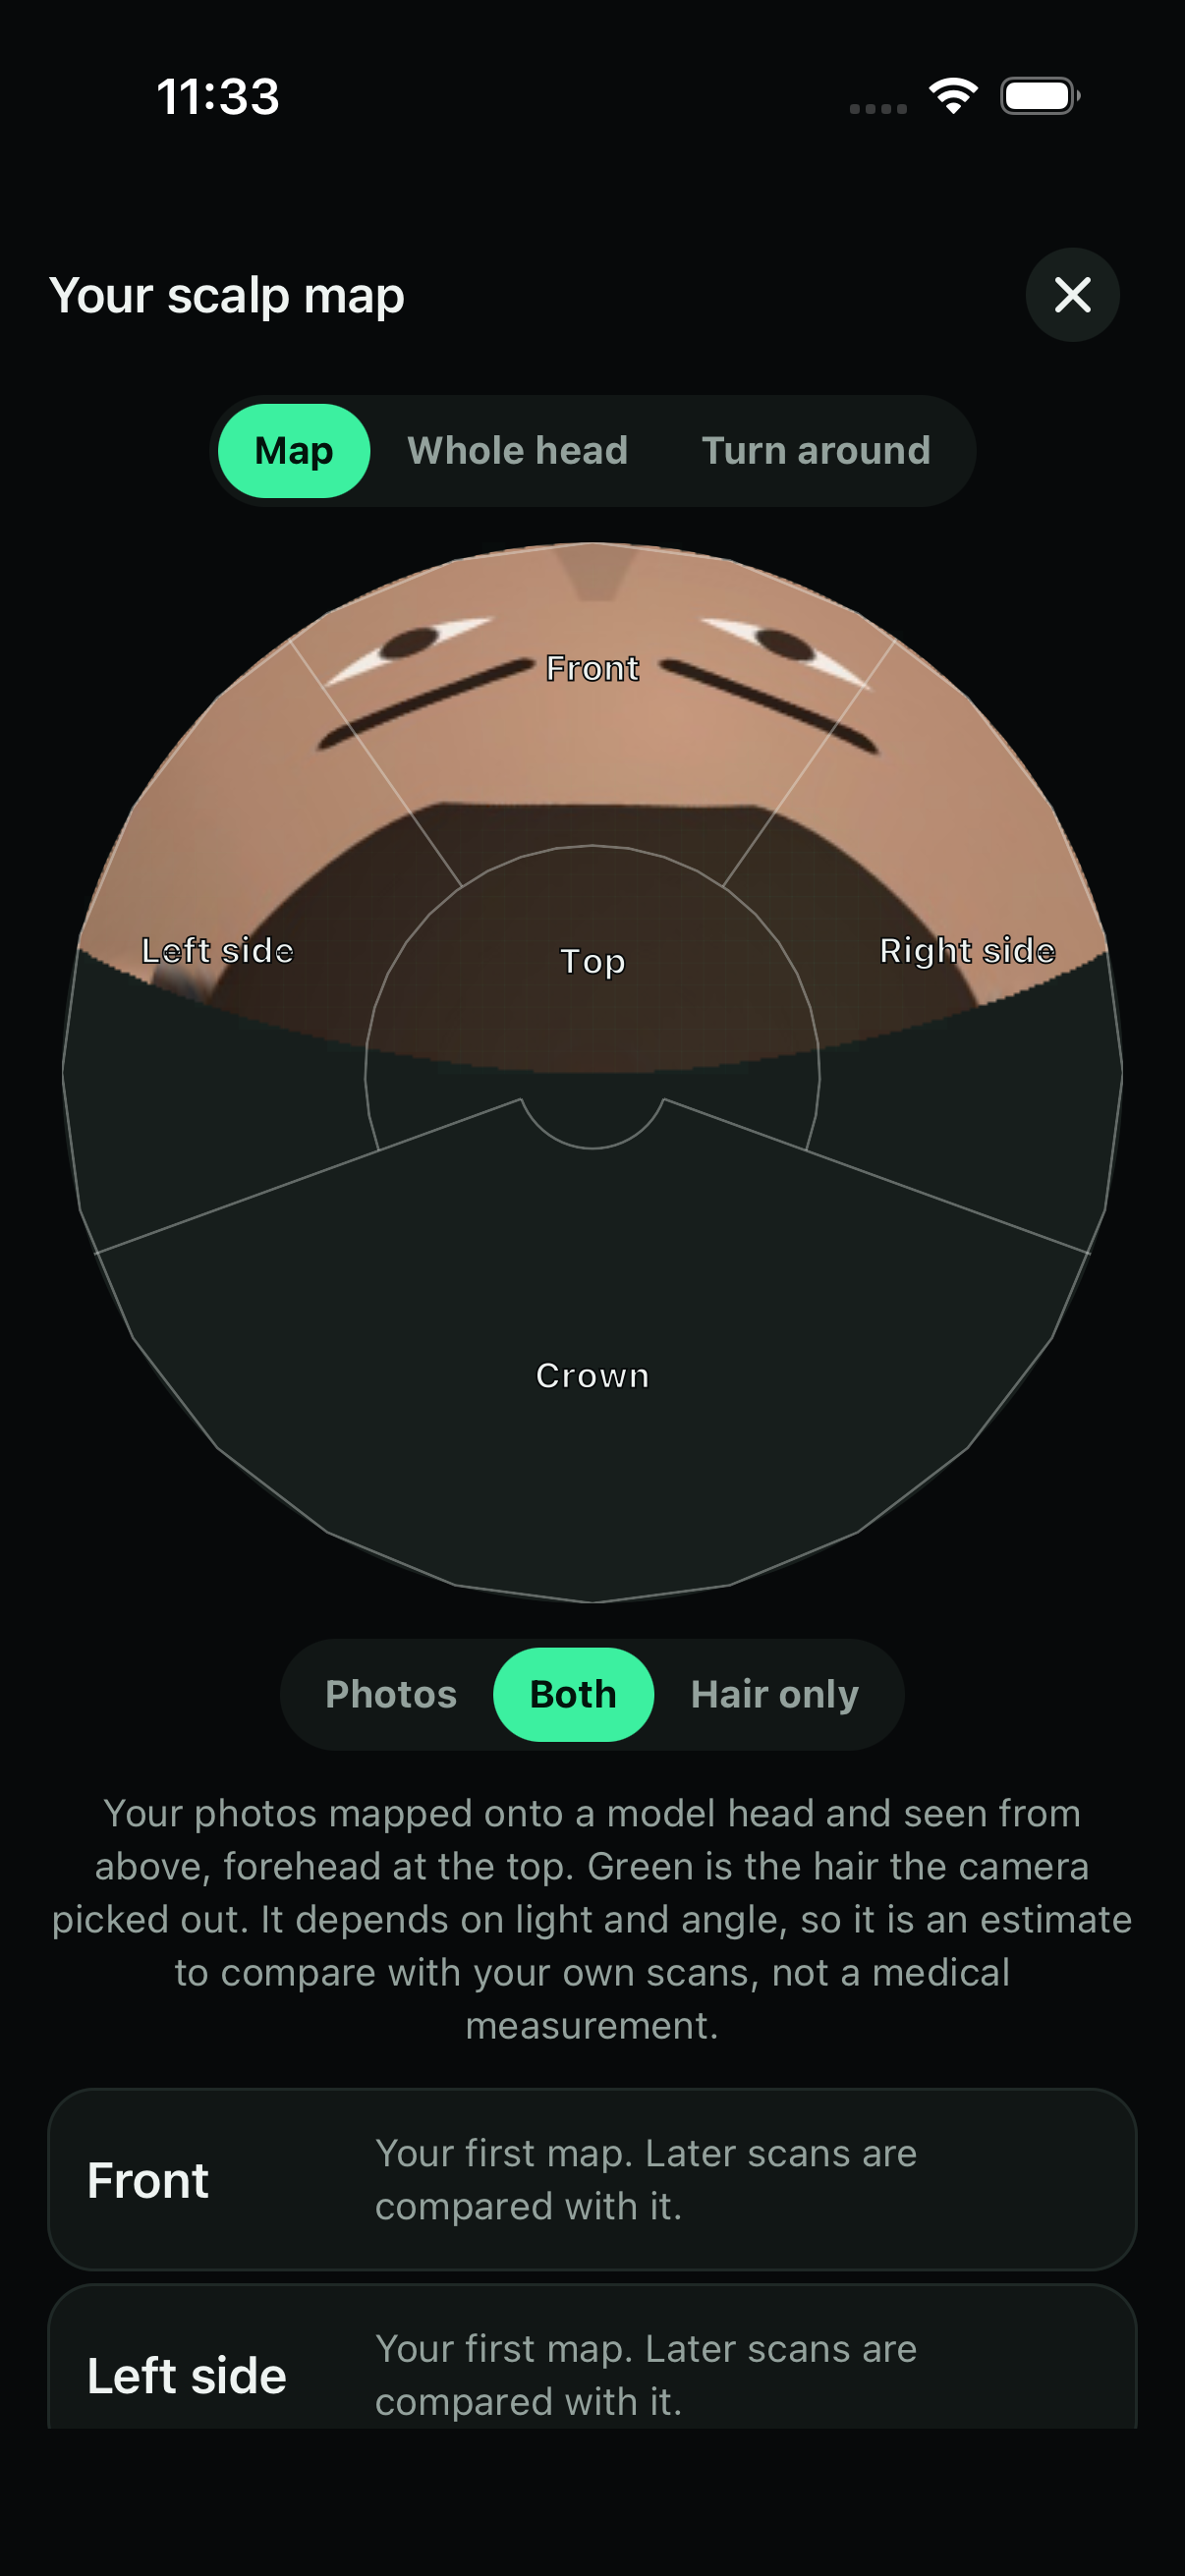 11:33
Your scalp map
Map Whole head Turn around
Front
Left side
Top
Right side
Crown
Photos Both Hair only
Your photos mapped onto a model head and seen from
above, forehead at the top. Green is the hair the camera
picked out. It depends on light and angle, so it is an estimate
to compare with your own scans, not a medical
measurement.
Front
Your first map. Later scans are
compared with it.
Left side
Your first map. Later scans are
compared with it.